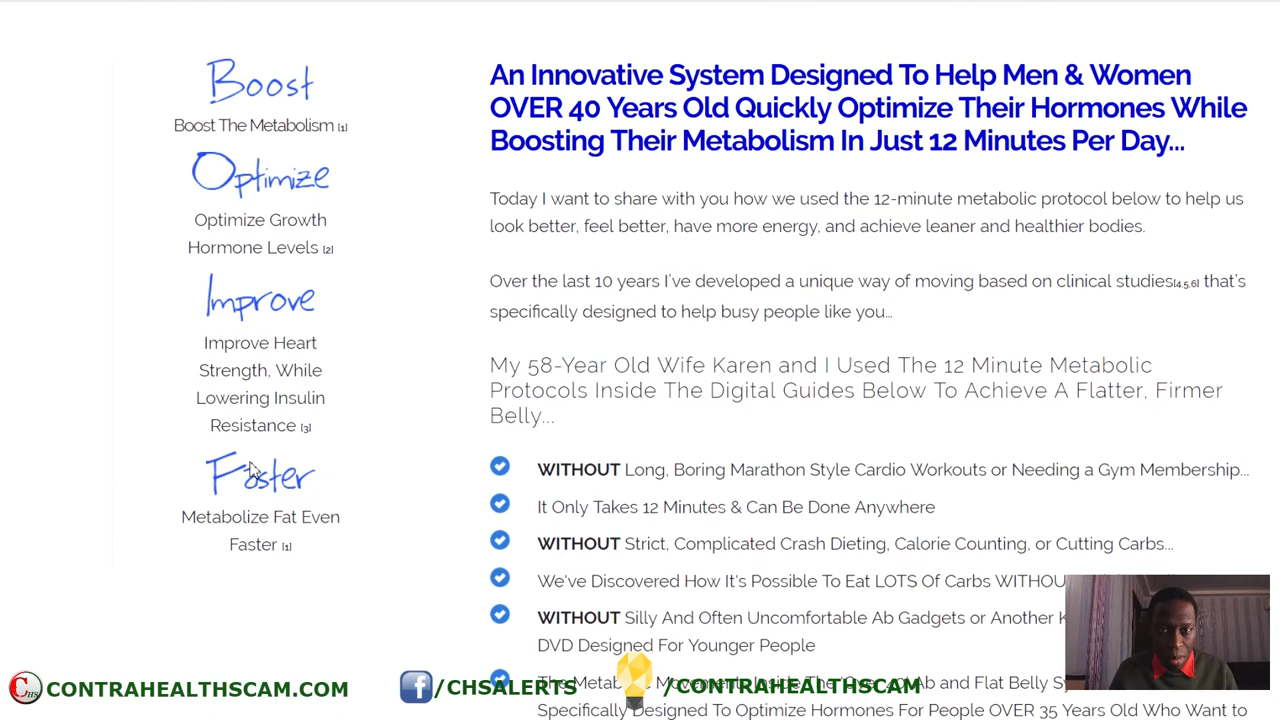 Boost
Boost The Metabolism [1]
Optimize
Optimize Growth
Hormone Levels [2]
Improve
Improve Heart
Strength, While
Lowering Insulin
Resistance [3]
Faster
Metabolize Fat Even
Faster [1]
An Innovative System Designed To Help Men & Women
OVER 40 Years Old Quickly Optimize Their Hormones While
Boosting Their Metabolism In Just 12 Minutes Per Day...
Today I want to share with you how we used the 12-minute metabolic protocol below to help us
look better, feel better, have more energy, and achieve leaner and healthier bodies.
Over the last 10 years I've developed a unique way of moving based on clinical studies[4,5,6] that's
specifically designed to help busy people like you...
My 58-Year Old Wife Karen and I Used The 12 Minute Metabolic
Protocols Inside The Digital Guides Below To Achieve A Flatter, Firmer
Belly...
WITHOUT Long, Boring Marathon Style Cardio Workouts or Needing a Gym Membership...
It Only Takes 12 Minutes & Can Be Done Anywhere
WITHOUT Strict, Complicated Crash Dieting, Calorie Counting, or Cutting Carbs...
We've Discovered How It's Possible To Eat LOTS Of Carbs
WITHOUT Silly And Often Uncomfortable Ab Gadgets or Another
DVD Designed For Younger People
The Inside The Ab and Flat Belly
Specifically Designed To Optimize Hormones For People OVER 35 Years Old Who Want to
CHS CONTRAHEALTHSCAM.COM
f /CHSALERTS
/CONTRAHEALTHSCAM